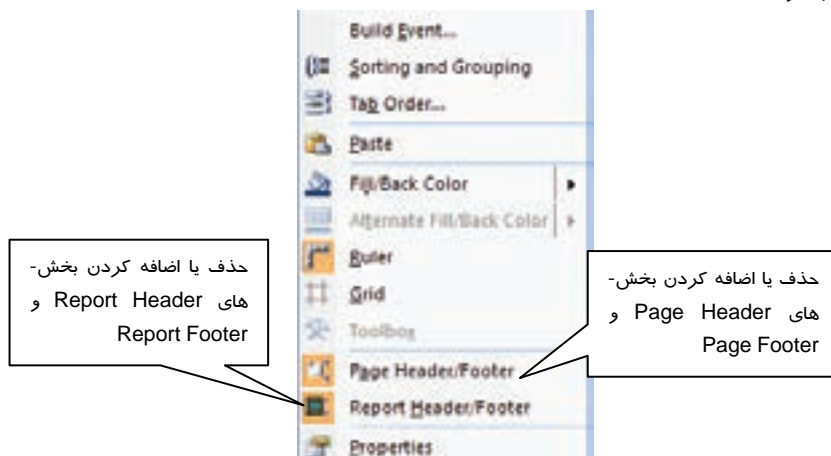 Build Event...
Sorting and Grouping
Tab Order...
Paste
Fill/Back Color
Alternate Fill/Back Color
Ruler
Grid
Toolbox
Page Header/Footer
Report Header/Footer
Properties
حذف یا اضافه کردن بخش-
های Report Header و
Report Footer
حذف یا اضافه کردن بخش-
های Page Header و
Page Footer